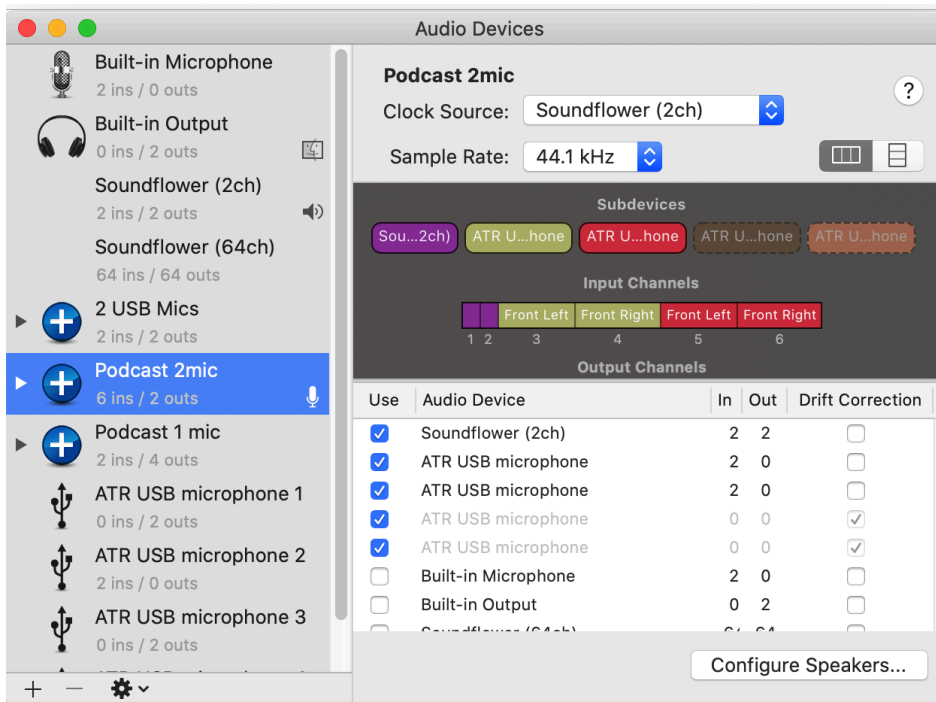 Audio Devices
Built-in Microphone
2 ins / 0 outs
Built-in Output
0 ins / 2 outs
Soundflower (2ch)
2 ins / 2 outs
Soundflower (64ch)
64 ins / 64 outs
2 USB Mics
2 ins / 2 outs
Podcast 2mic
6 ins / 2 outs
Podcast 1 mic
2 ins / 4 outs
ATR USB microphone 1
0 ins / 2 outs
ATR USB microphone 2
2 ins / 0 outs
ATR USB microphone 3
0 ins / 2 outs
Podcast 2mic
?
Clock Source: Soundflower (2ch)
Sample Rate: 44.1 kHz
Subdevices
Sou...2ch) ATR U...hone ATR U...hone ATR U...hone ATR U...hone
Input Channels
Front Left Front Right Front Left Front Right
1 2 3 4 5 6
Output Channels
Use Audio Device In Out Drift Correction
Soundflower (2ch) 2 2
ATR USB microphone 2 0
ATR USB microphone 2 0
ATR USB microphone 0 0
ATR USB microphone 0 0
Built-in Microphone 2 0
Built-in Output 0 2
Configure Speakers...